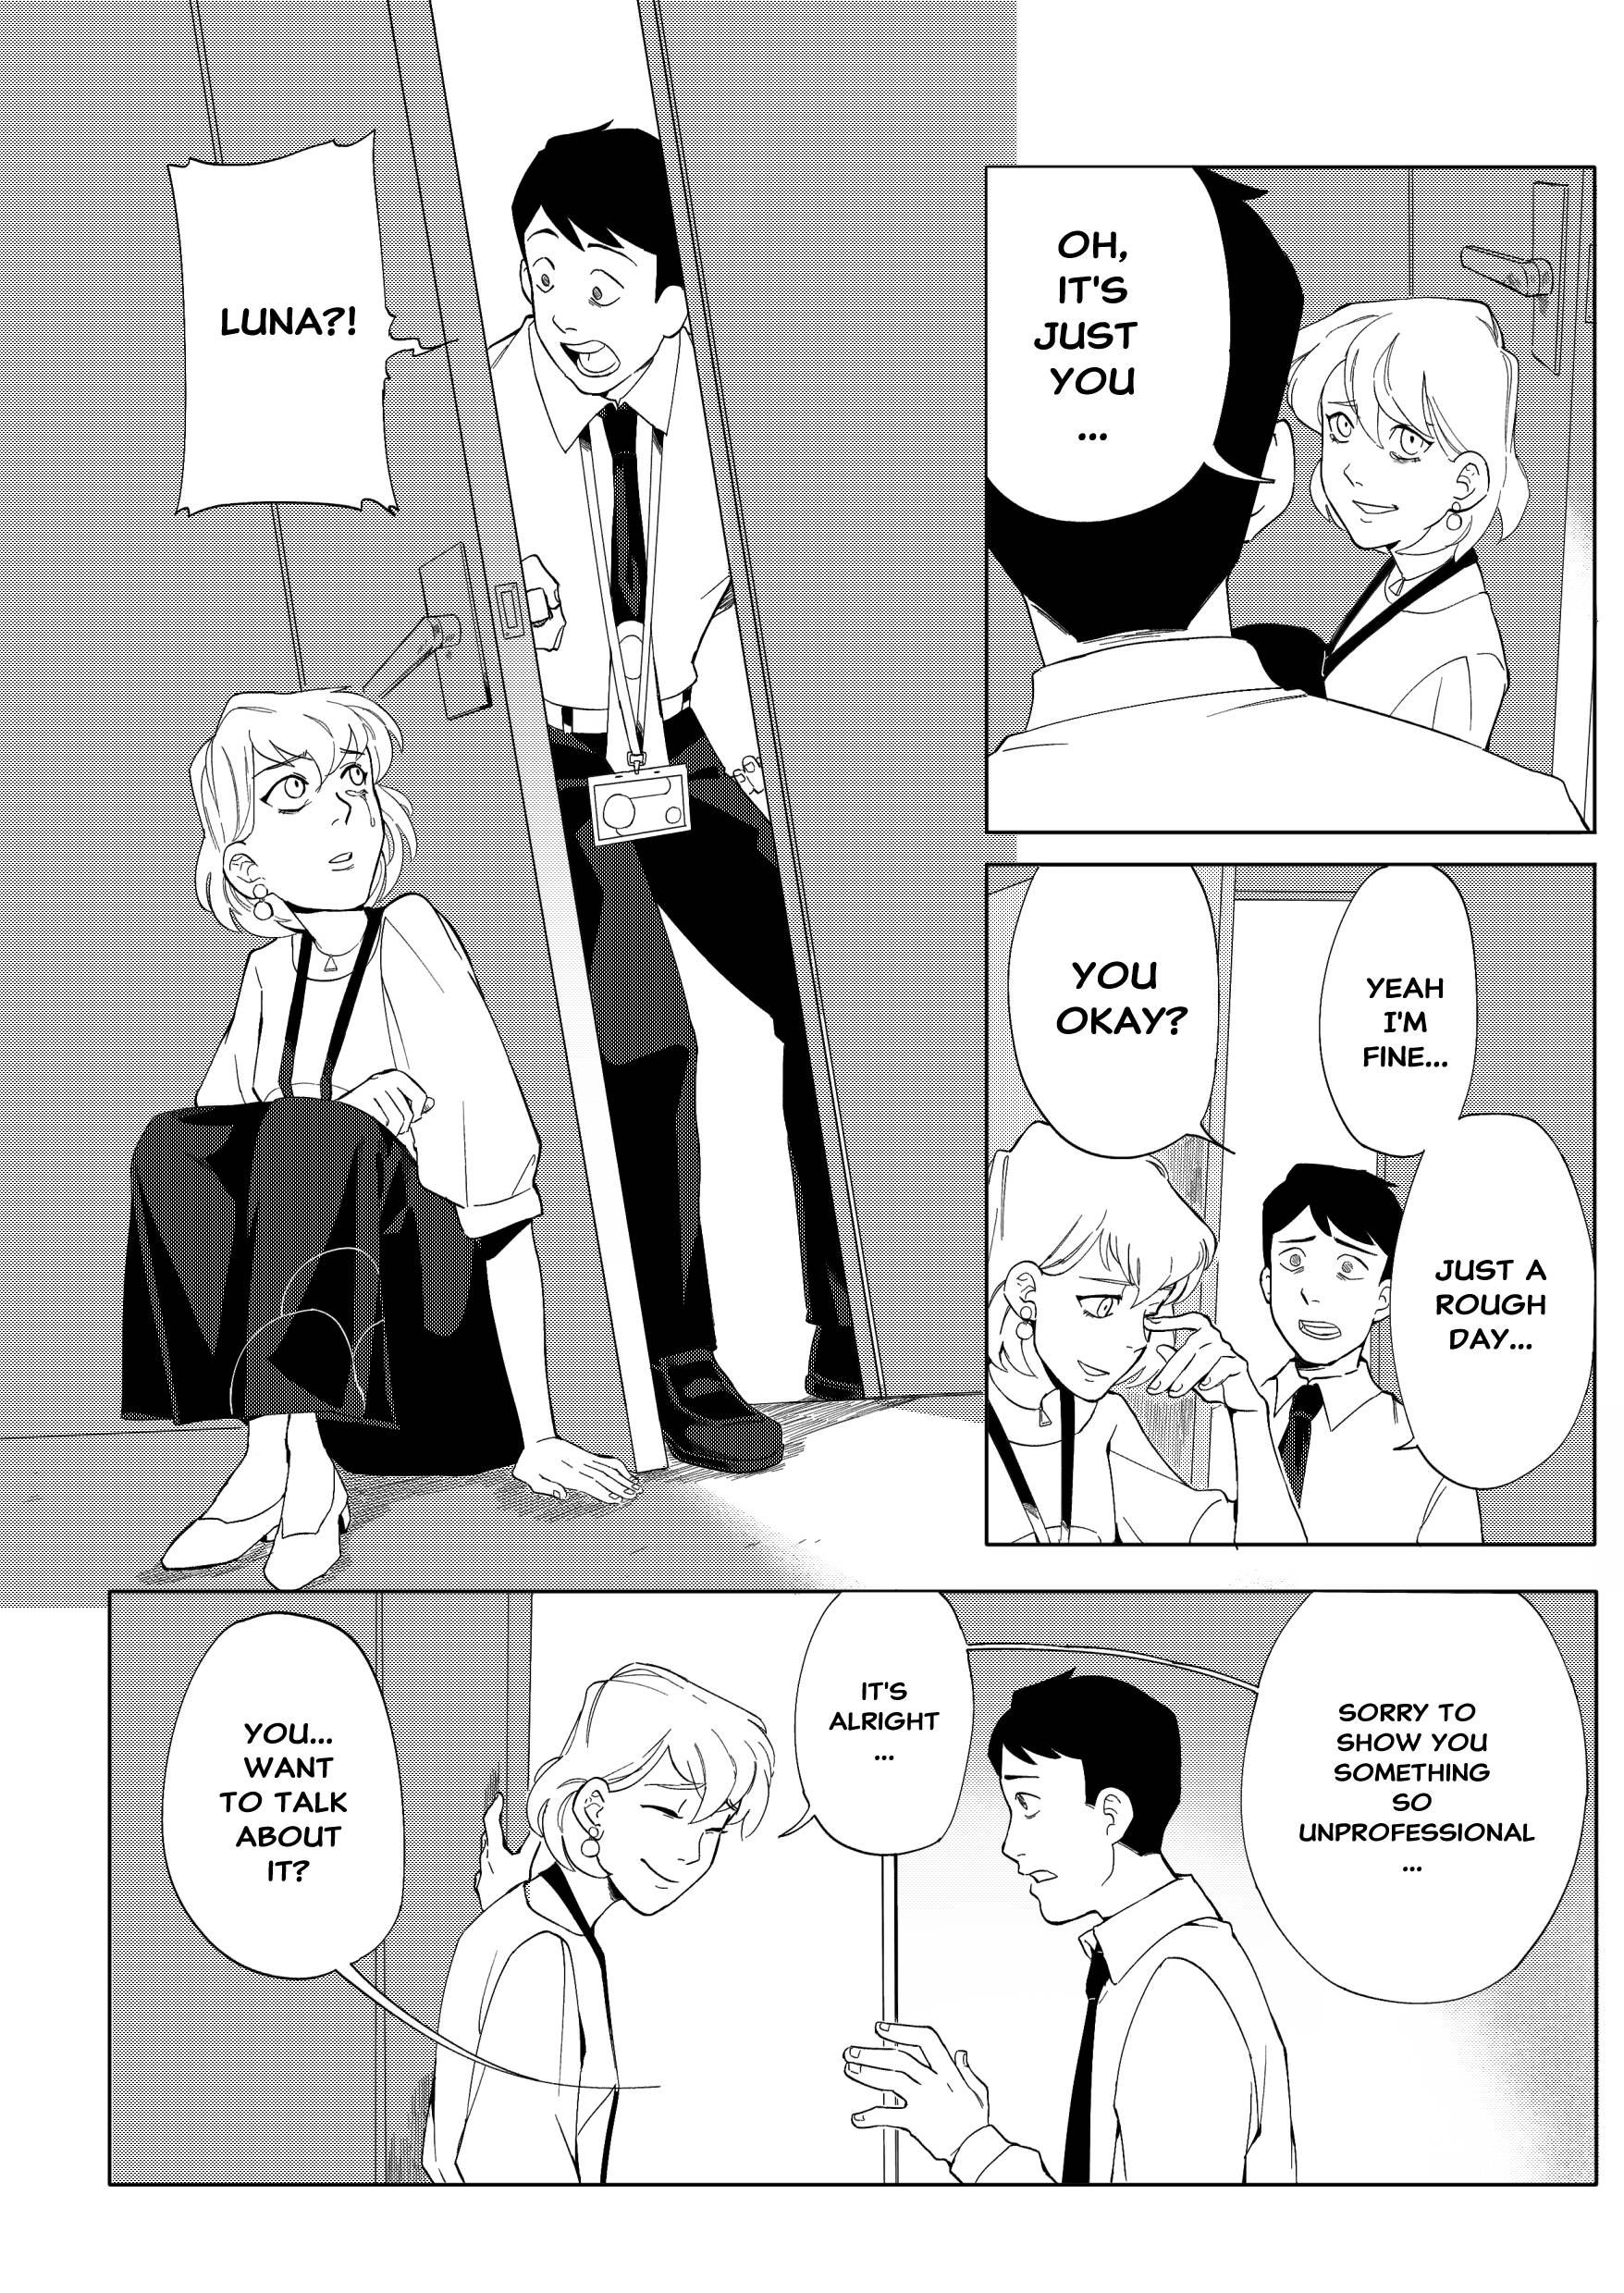 LUNA?!
OH,
IT'S
JUST
YOU
...
YOU
OKAY?
YEAH
I'M
FINE...
JUST A
ROUGH
DAY...
YOU...
WANT
TO TALK
ABOUT
IT?
IT'S
ALRIGHT
...
SORRY TO
SHOW YOU
SOMETHING
SO
UNPROFESSIONAL
...